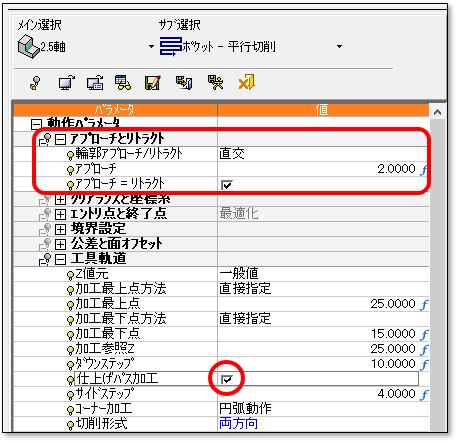 メイン選択 サブ選択
2.5軸 ポケット - 平行切削
パラメータ 値
動作パラメータ
アプローチとリトラクト
輪郭アプローチ/リトラクト 直交
アプローチ 2.0000 f
アプローチ = リトラクト
クリアランスと座標系
エントリ点と終了点 最適化
境界設定
公差と面オフセット
工具軌道
Z値元 一般値
加工最上点方法 直接指定
加工最上点 25.0000 f
加工最下点方法 直接指定
加工最下点 15.0000 f
加工参照Z 25.0000 f
ダウンステップ 10.0000 f
仕上げパス加工
サイドステップ 4.0000 f
コーナー加工 円弧動作
切削形式 両方向